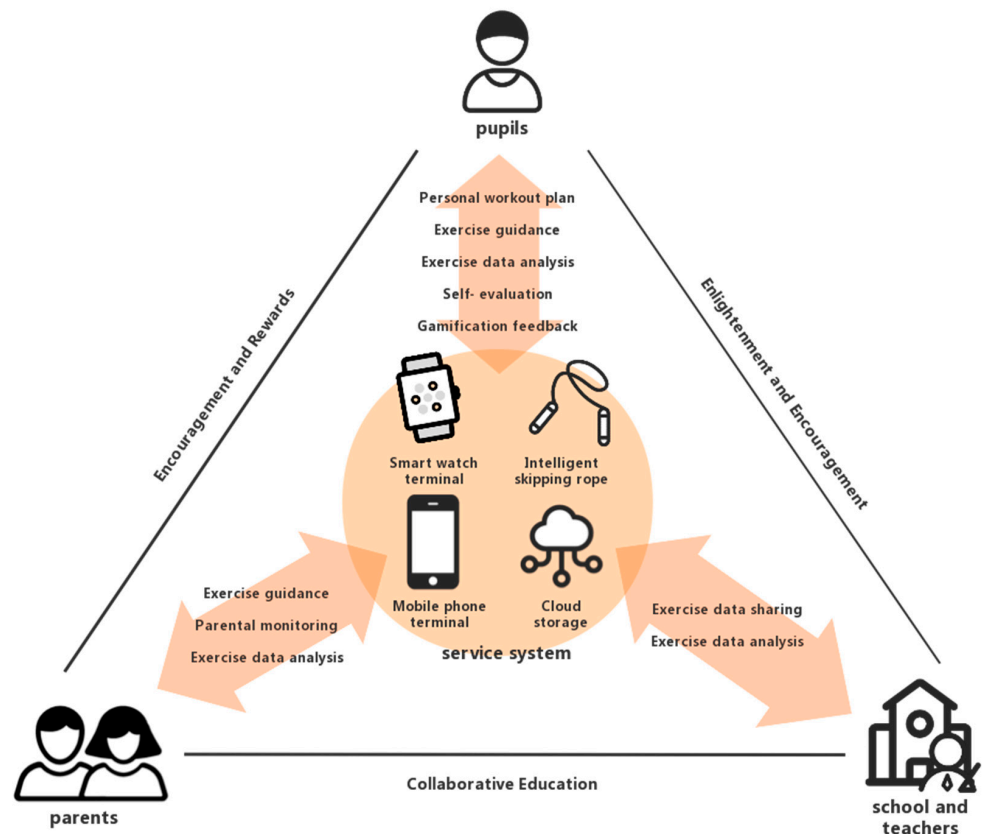 pupils
Personal workout plan
Exercise guidance
Exercise data analysis
Self- evaluation
Gamification feedback
Encouragement and Rewards
Enlightenment and Encouragement
Smart watch
terminal
Intelligent
skipping rope
Mobile phone
terminal
Cloud
storage
service system
Exercise guidance
Parental monitoring
Exercise data analysis
Exercise data sharing
Exercise data analysis
Collaborative Education
parents
school and
teachers